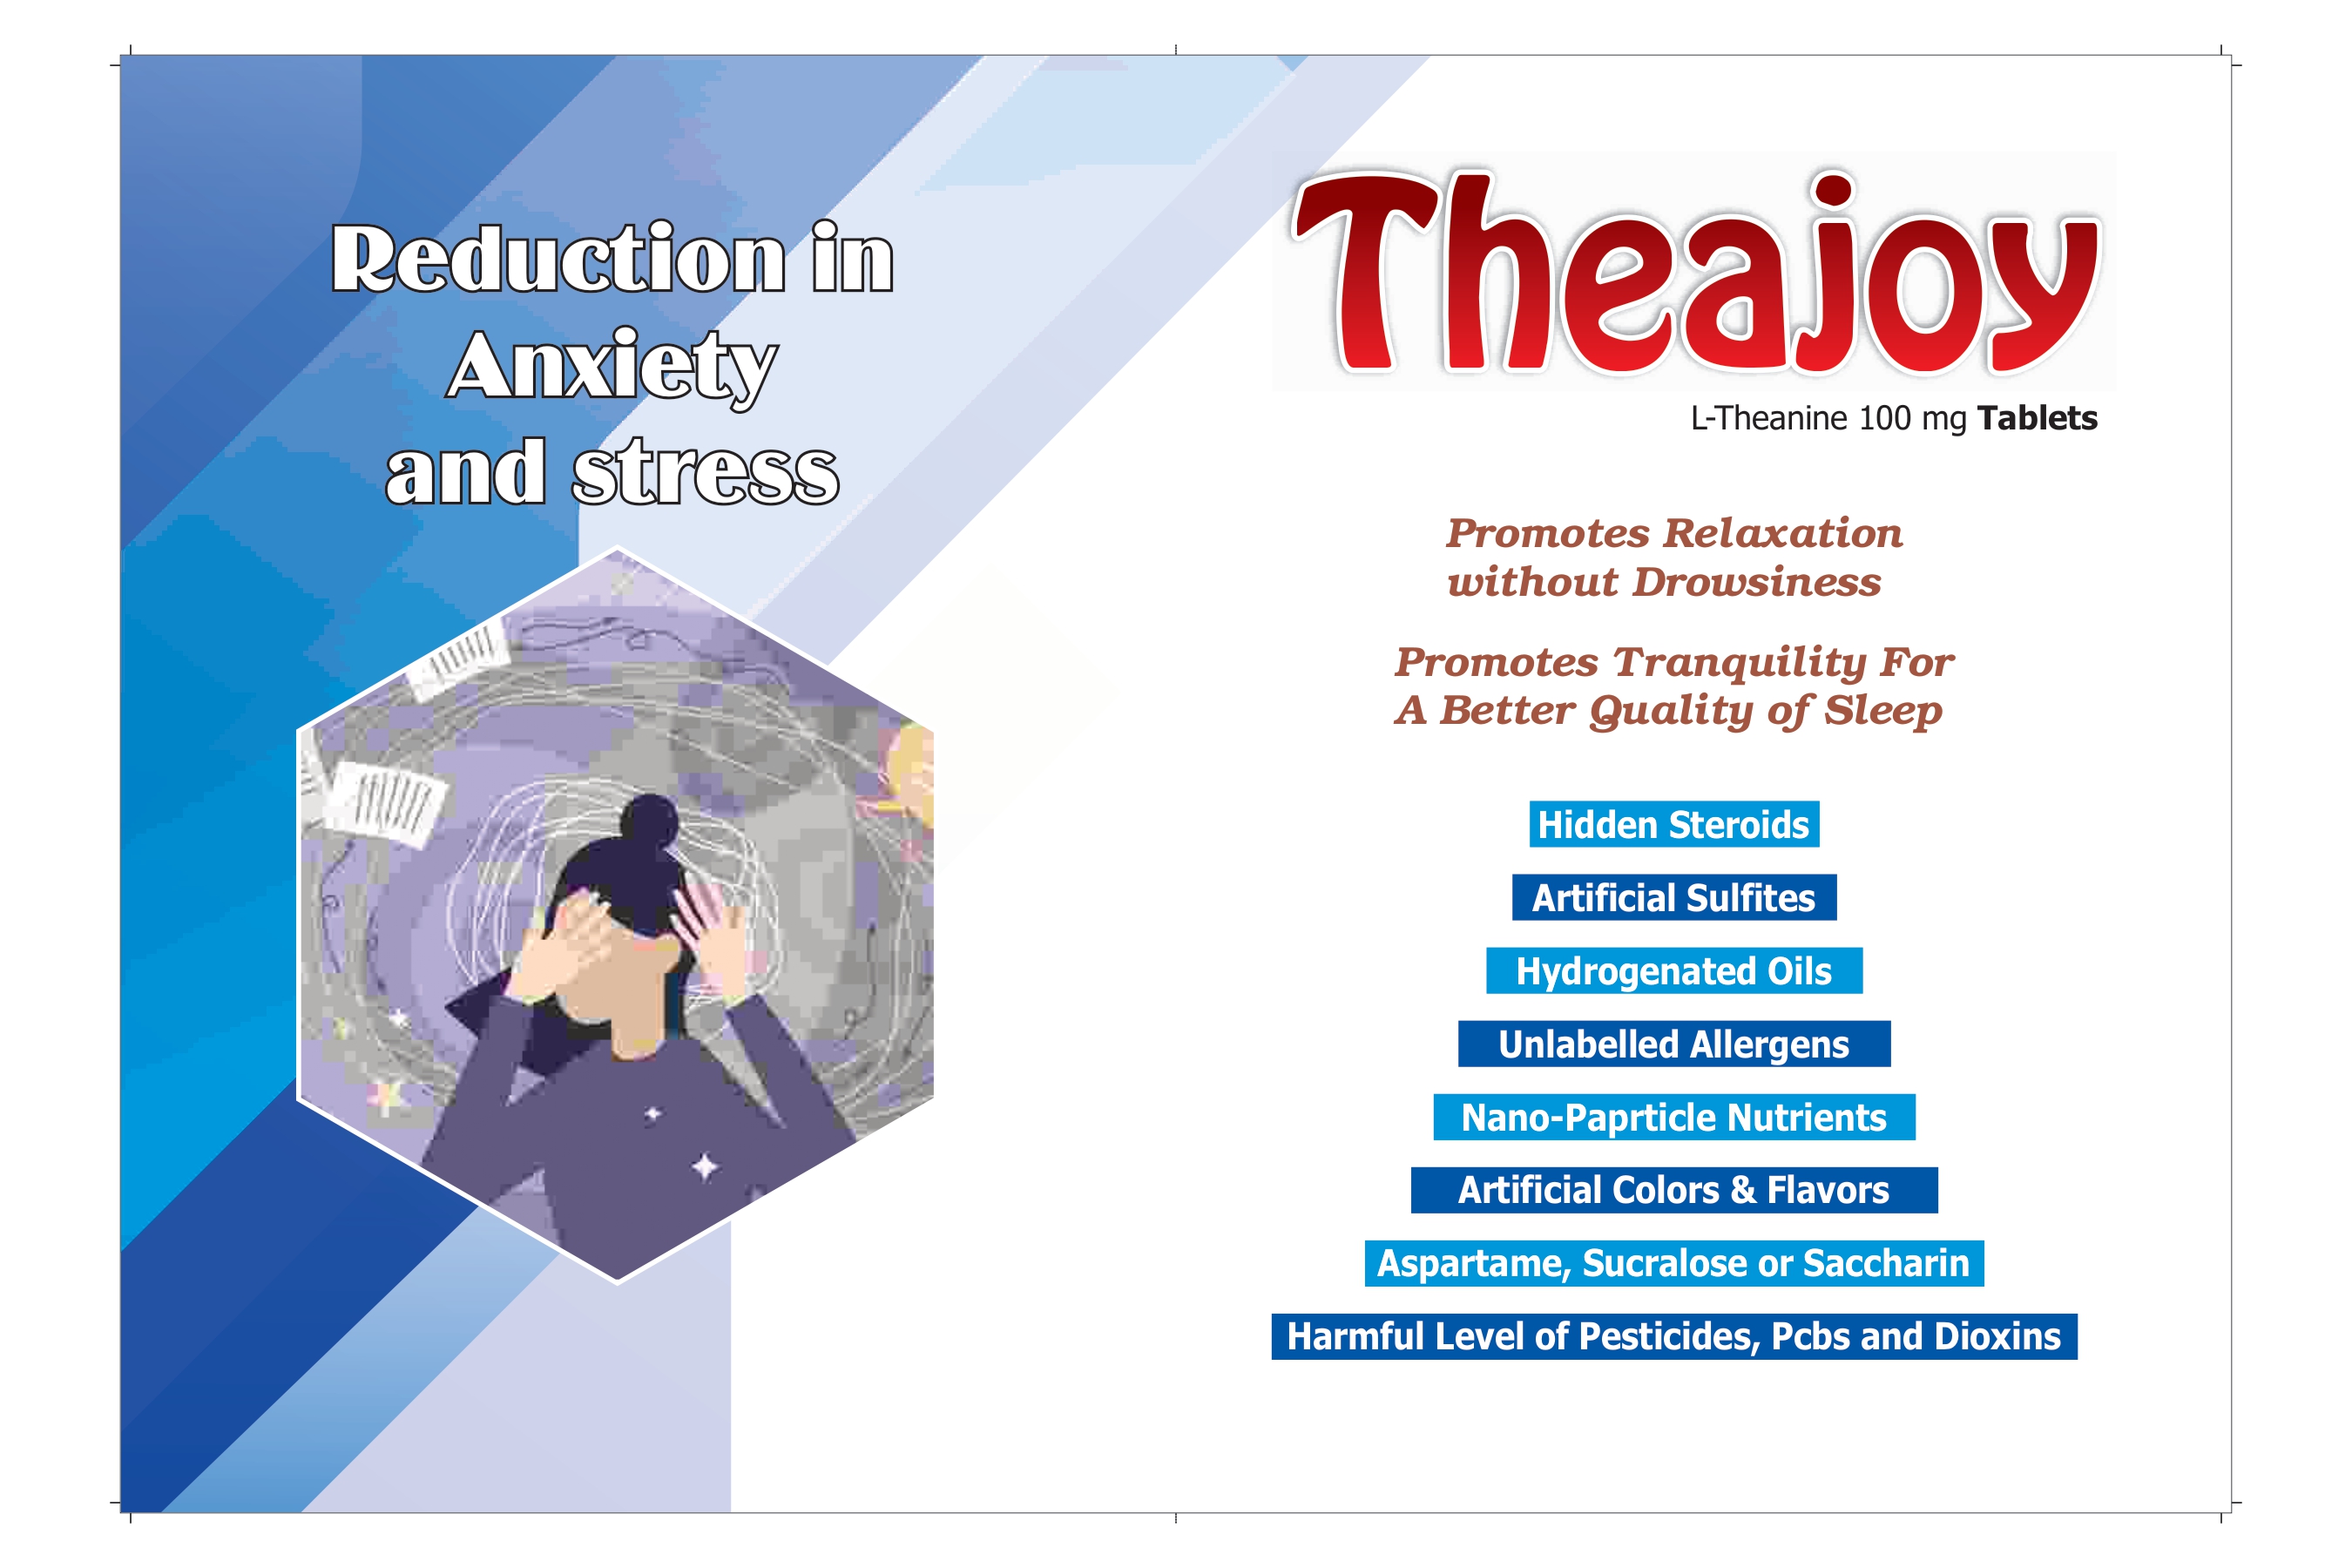 Reduction in
Anxiety
and stress
Theajoy
L-Theanine 100 mg Tablets
Promotes Relaxation
without Drowsiness
Promotes Tranquility For
A Better Quality of Sleep
Hidden Steroids
Artificial Sulfites
Hydrogenated Oils
Unlabelled Allergens
Nano-Paprticle Nutrients
Artificial Colors & Flavors
Aspartame, Sucralose or Saccharin
Harmful Level of Pesticides, Pcbs and Dioxins